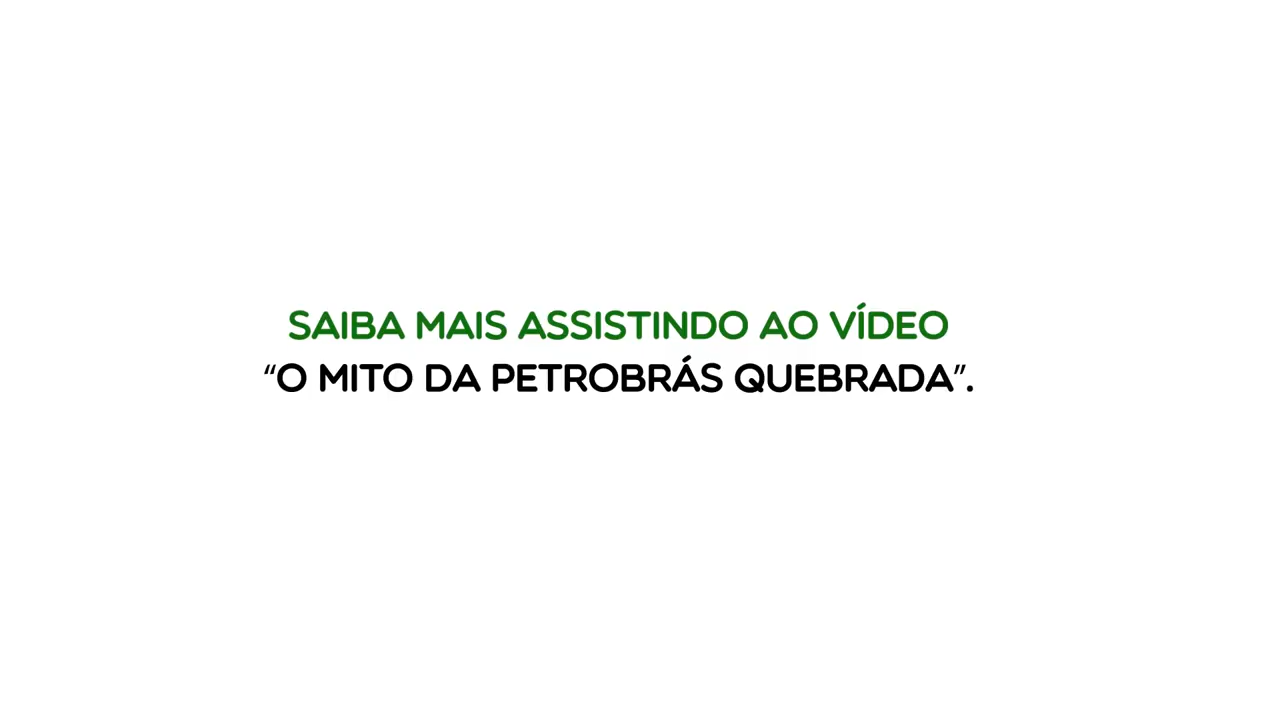 SAIBA MAIS ASSISTINDO AO VÍDEO
“O MITO DA PETROBRÁS QUEBRADA”.